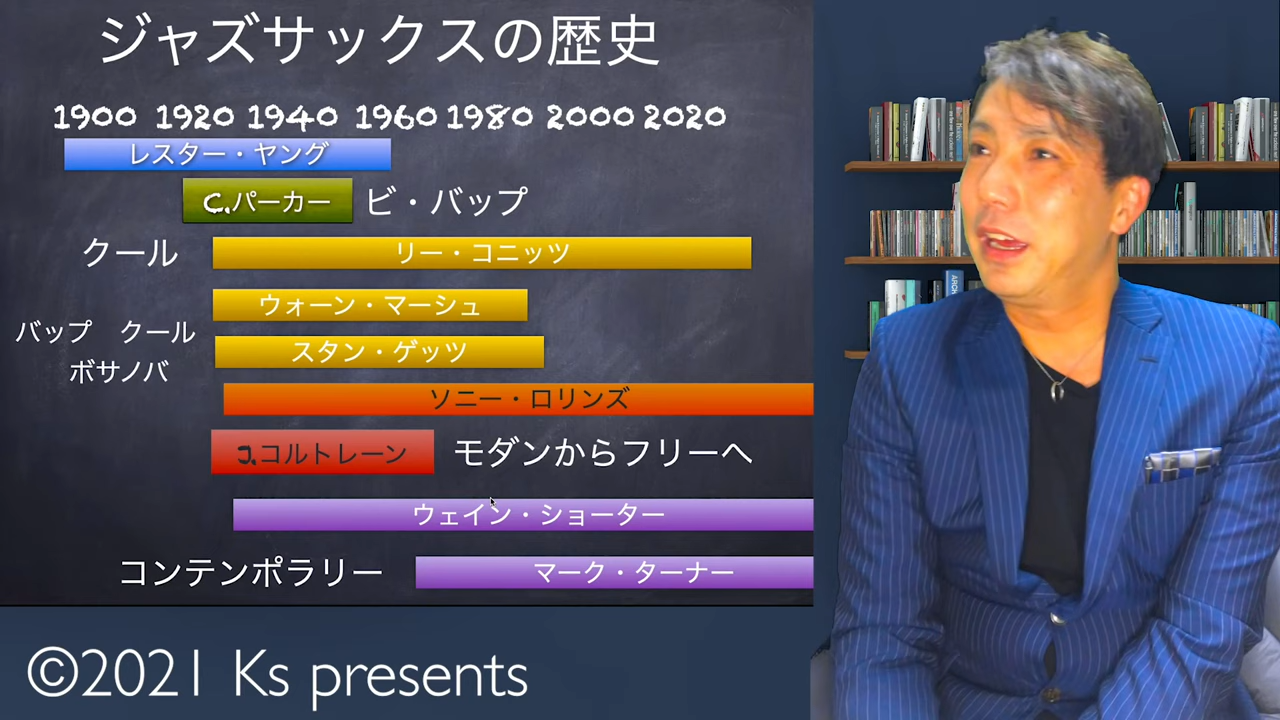 ジャズサックスの歴史
1900 1920 1940 1960 1980 2000 2020
レスター・ヤング
C.パーカー ビ・バップ
クール リー・コニッツ
ウォーン・マーシュ
バップ クール
ボサノバ
スタン・ゲッツ
ソニー・ロリンズ
J.コルトレーン モダンからフリーへ
ウェイン・ショーター
コンテンポラリー マーク・ターナー
©2021 Ks presents